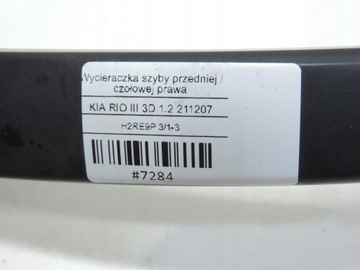 Wycieraczka szyby przedniej /
czołowej prawa
KIA RIO III 3D 1.2 211207
H2RE9P 3/1-3
#7284